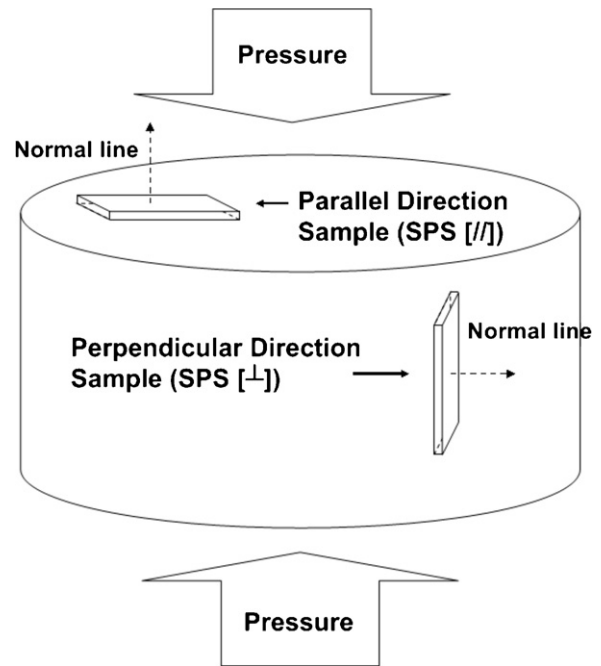 Pressure
Normal line
Parallel Direction
Sample (SPS [//])
Normal line
Perpendicular Direction
Sample (SPS [⊥])
Pressure